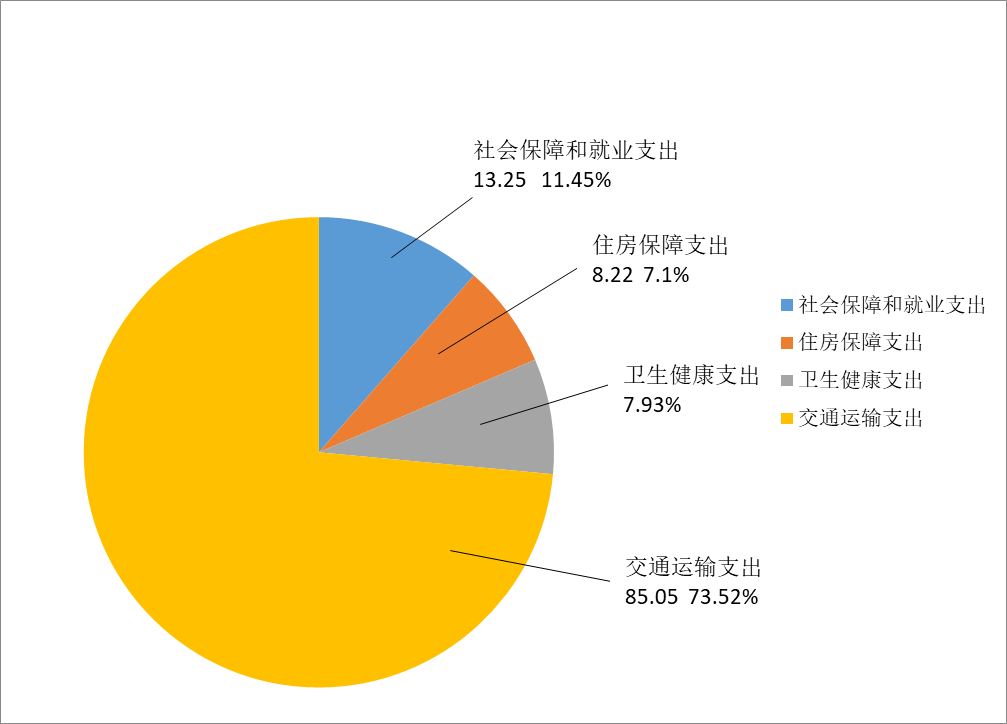 社会保障和就业支出
13.25 11.45%
住房保障支出
8.22 7.1%
卫生健康支出
7.93%
交通运输支出
85.05 73.52%
社会保障和就业支出
住房保障支出
卫生健康支出
交通运输支出